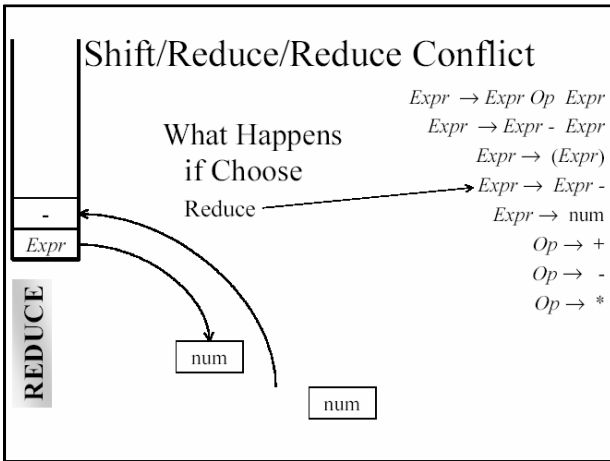 Shift/Reduce/Reduce Conflict
What Happens
if Choose
Reduce
Expr → Expr Op Expr
Expr → Expr - Expr
Expr → (Expr)
Expr → Expr -
Expr → num
Op → +
Op → -
Op → *
-
Expr
REDUCE
num
num